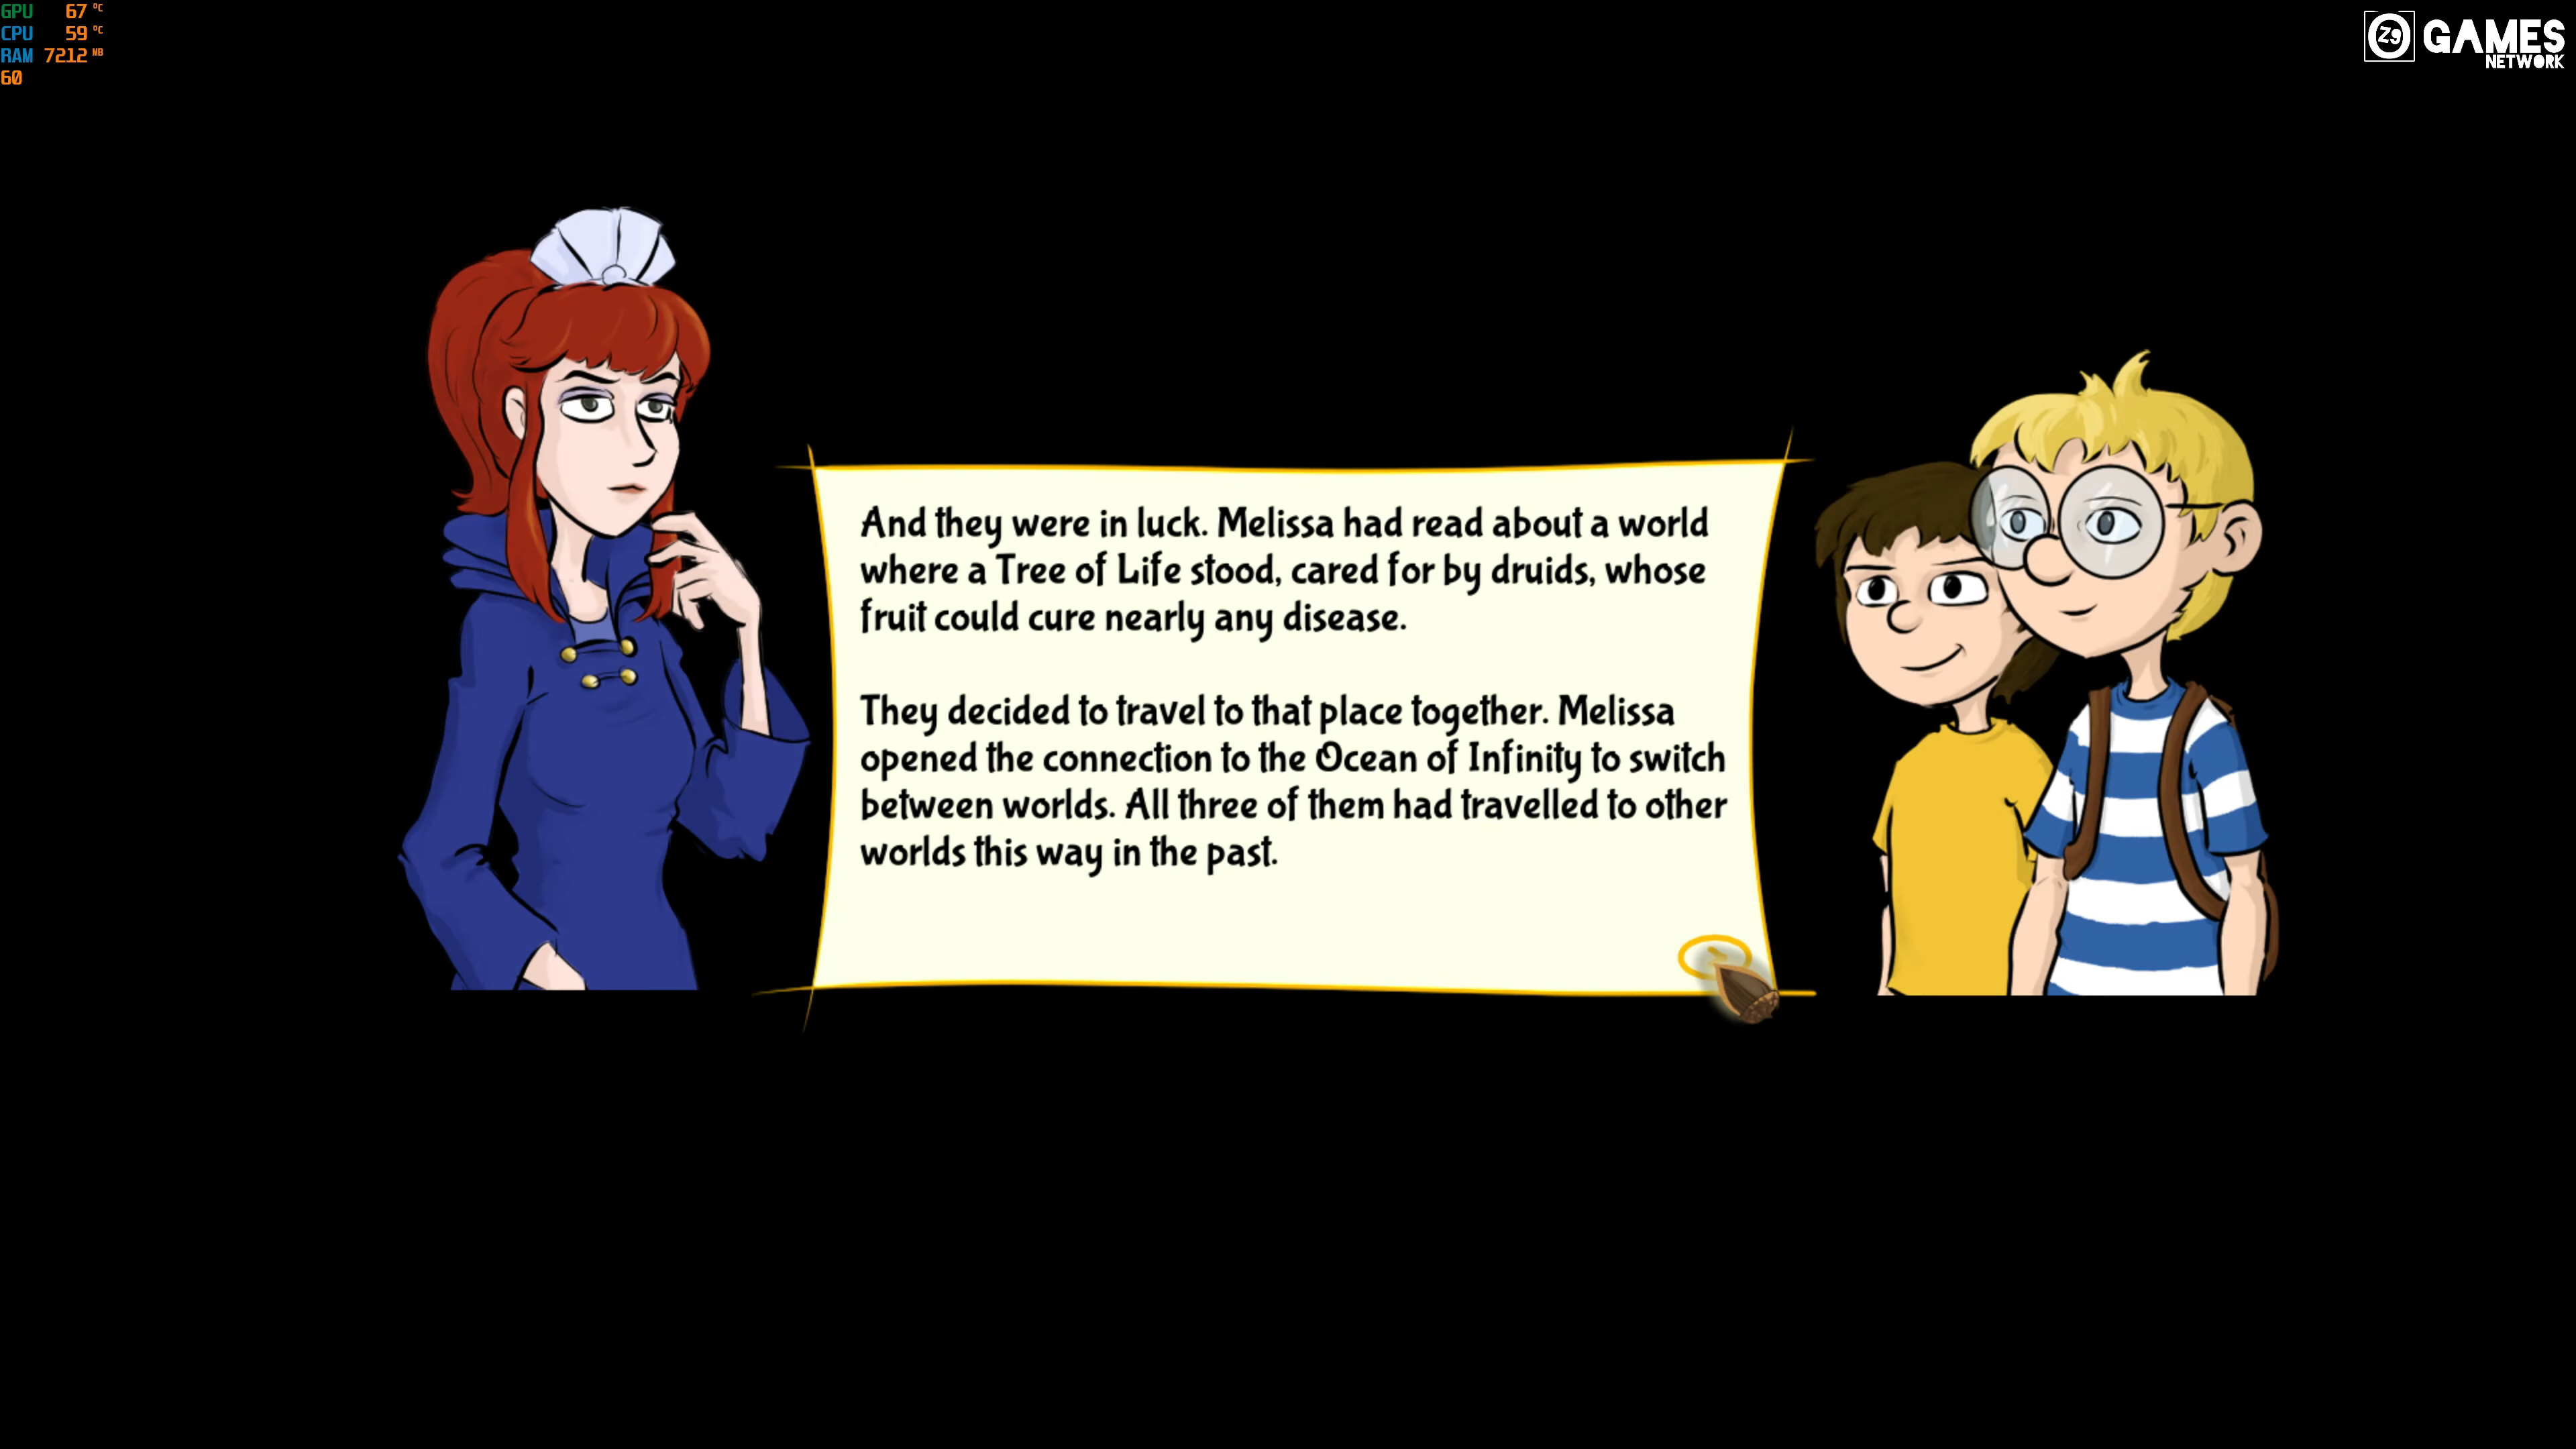 GPU 67 °C
CPU 59 °C
RAM 7212 MB
60
Z9 GAMES
NETWORK
And they were in luck. Melissa had read about a world
where a Tree of Life stood, cared for by druids, whose
fruit could cure nearly any disease.
They decided to travel to that place together. Melissa
opened the connection to the Ocean of Infinity to switch
between worlds. All three of them had travelled to other
worlds this way in the past.